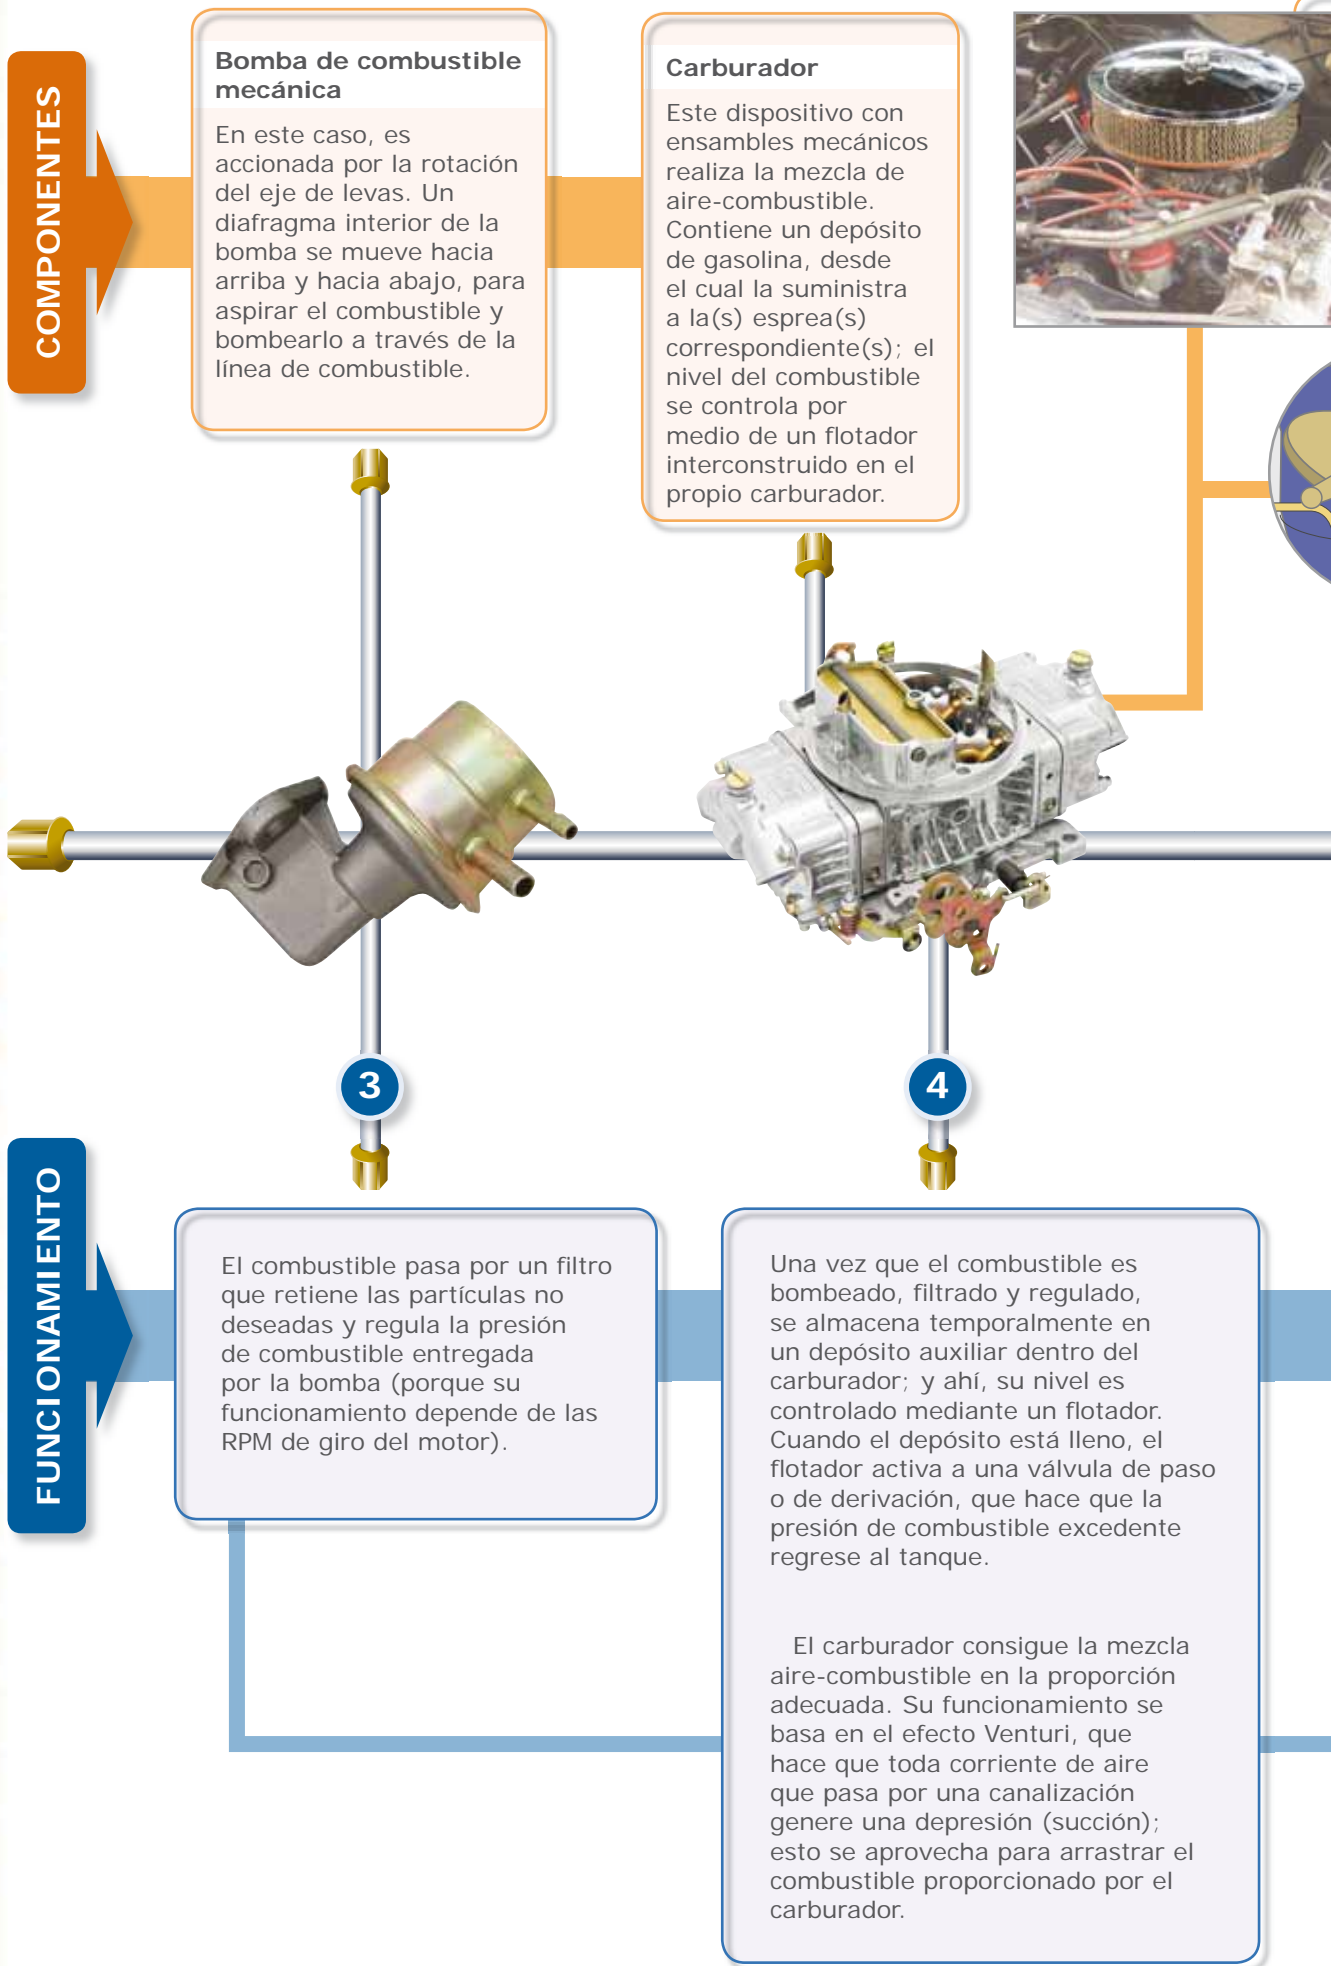 COMPONENTES
Bomba de combustible
mecánica
En este caso, es
accionada por la rotación
del eje de levas. Un
diafragma interior de la
bomba se mueve hacia
arriba y hacia abajo, para
aspirar el combustible y
bombearlo a través de la
línea de combustible.
Carburador
Este dispositivo con
ensambles mecánicos
realiza la mezcla de
aire-combustible.
Contiene un depósito
de gasolina, desde
el cual la suministra
a la(s) esprea(s)
correspondiente(s); el
nivel del combustible
se controla por
medio de un flotador
interconstruido en el
propio carburador.
3
4
FUNCIONAMIENTO
El combustible pasa por un filtro
que retiene las partículas no
deseadas y regula la presión
de combustible entregada
por la bomba (porque su
funcionamiento depende de las
RPM de giro del motor).
Una vez que el combustible es
bombeado, filtrado y regulado,
se almacena temporalmente en
un depósito auxiliar dentro del
carburador; y ahí, su nivel es
controlado mediante un flotador.
Cuando el depósito está lleno, el
flotador activa a una válvula de paso
o de derivación, que hace que la
presión de combustible excedente
regrese al tanque.
El carburador consigue la mezcla
aire-combustible en la proporción
adecuada. Su funcionamiento se
basa en el efecto Venturi, que
hace que toda corriente de aire
que pasa por una canalización
genere una depresión (succión);
esto se aprovecha para arrastrar el
combustible proporcionado por el
carburador.